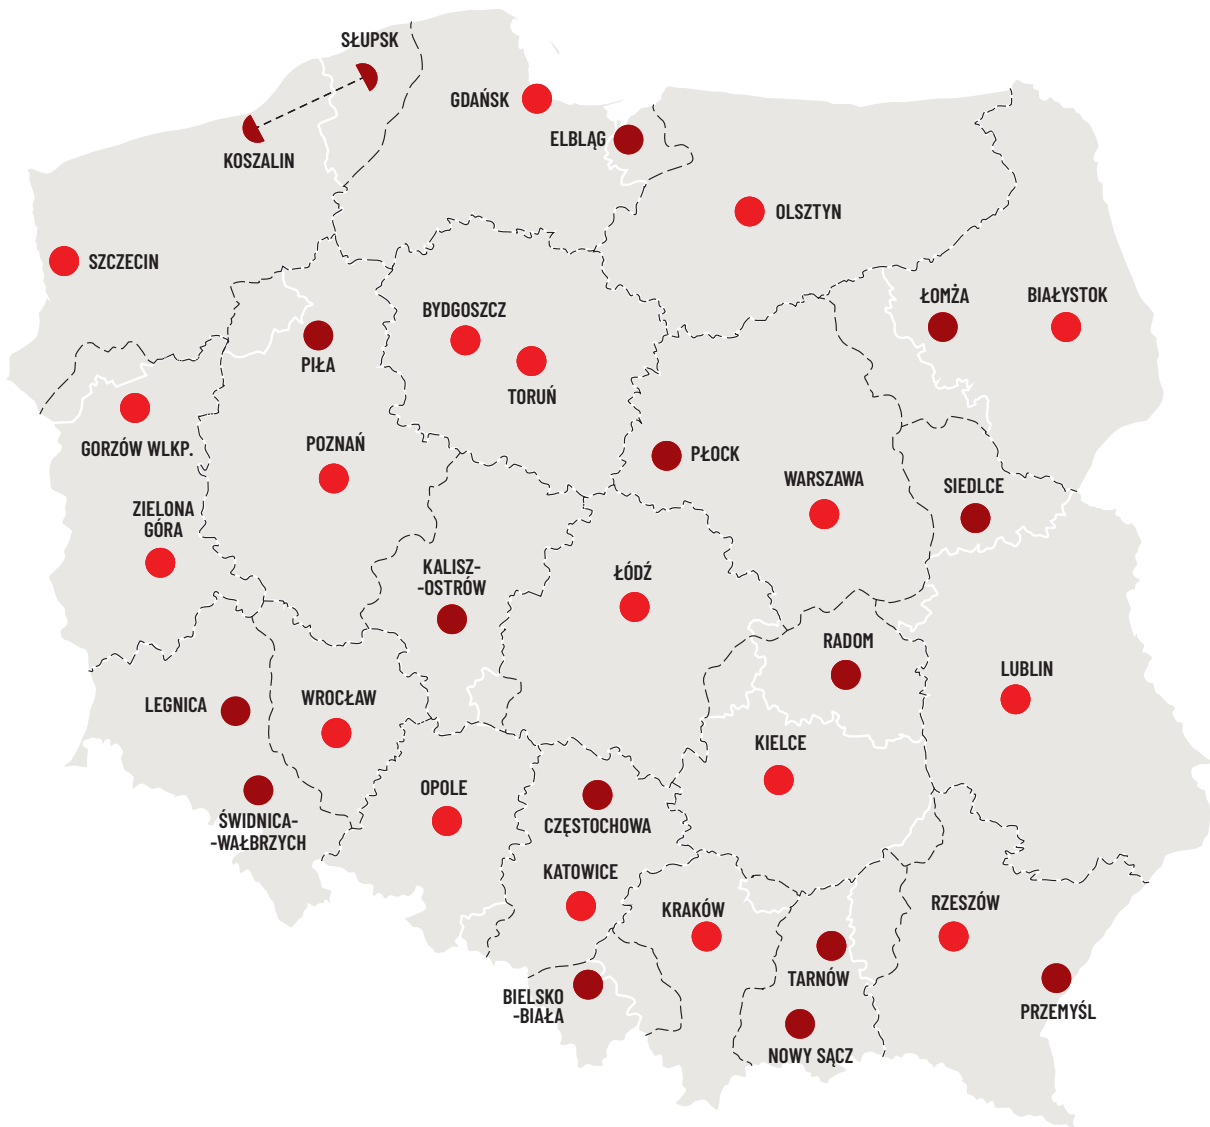 SŁUPSK
GDAŃSK
ELBLĄG
KOSZALIN
OLSZTYN
SZCZECIN
ŁOMŻA
BIAŁYSTOK
BYDGOSZCZ
PIŁA
TORUŃ
GORZÓW WLKP.
POZNAŃ
PŁOCK
WARSZAWA
SIEDLCE
ZIELONA
GÓRA
KALISZ-
-OSTRÓW
ŁÓDŹ
RADOM
LUBLIN
LEGNICA
WROCŁAW
KIELCE
OPOLE
ŚWIDNICA-
-WAŁBRZYCH
CZĘSTOCHOWA
KATOWICE
KRAKÓW
RZESZÓW
TARNÓW
BIELSKO
-BIAŁA
PRZEMYŚL
NOWY SĄCZ